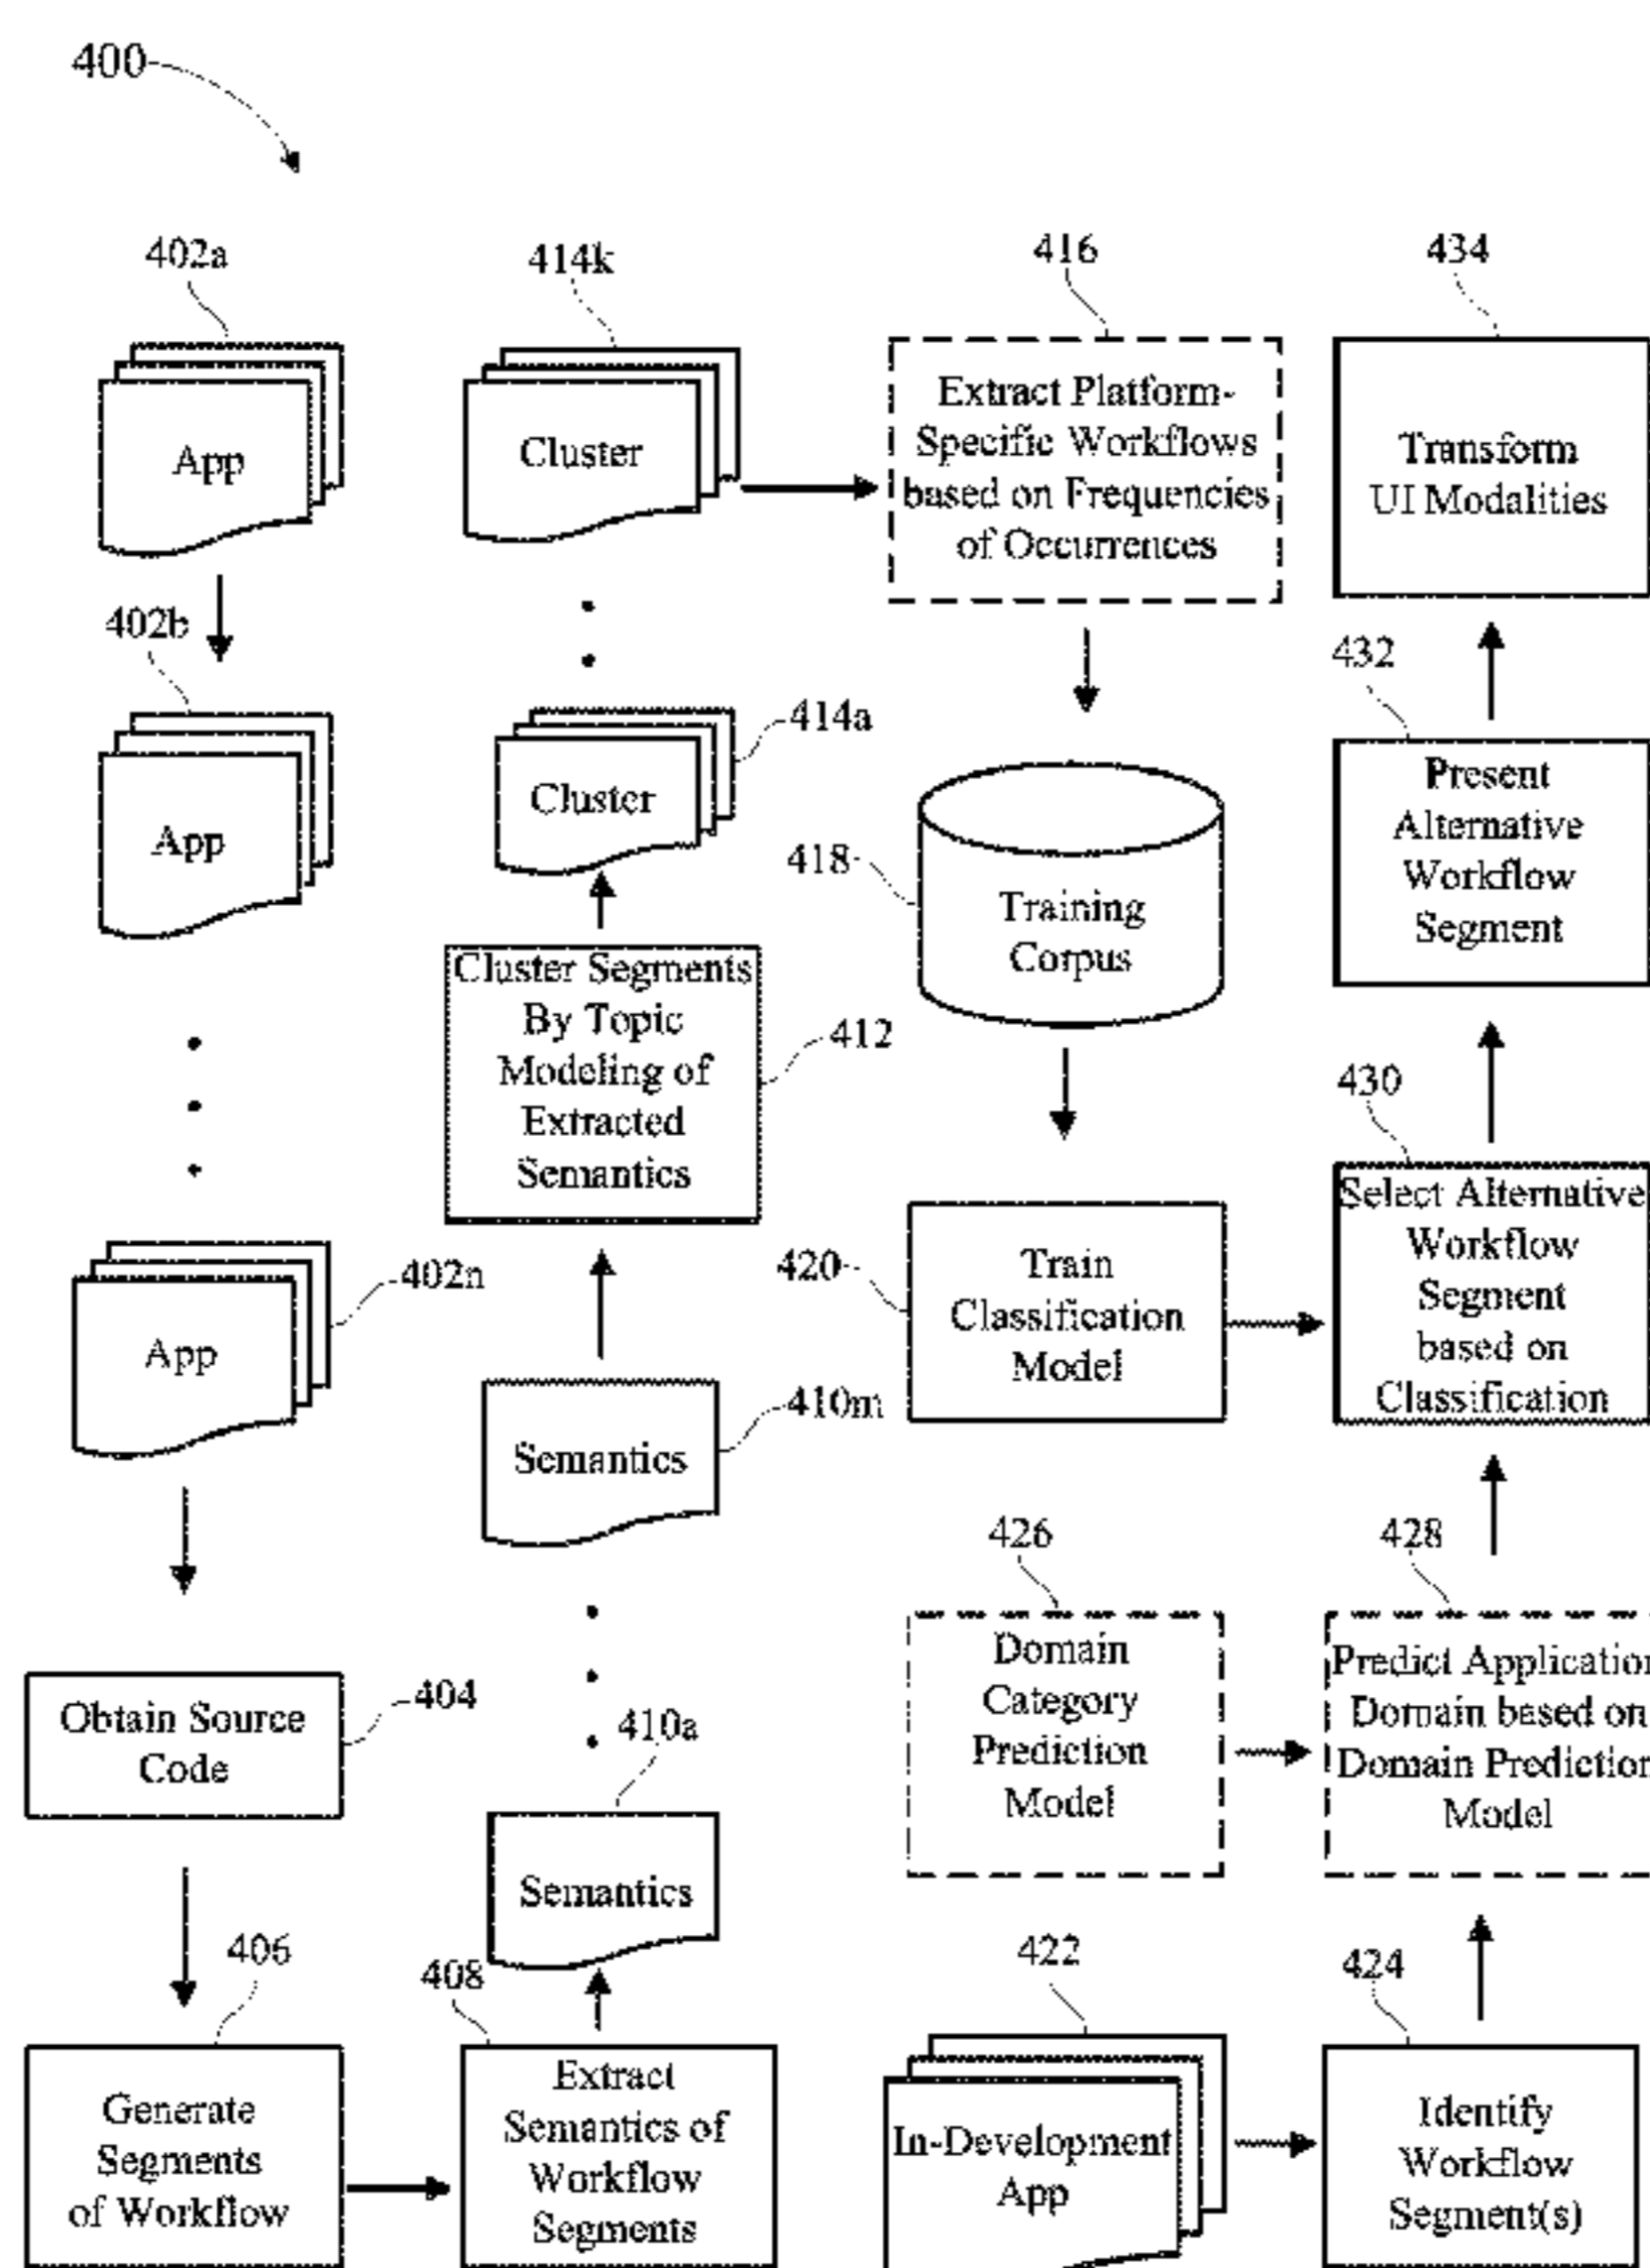 400
402a
App
402b
App
402n
App
Obtain Source
Code
404
406
Generate
Segments
of Workflow
414k
Cluster
414a
Cluster
Cluster Segments
By Topic
Modeling of
Extracted
Semantics
412
Semantics
410m
410a
Semantics
408
Extract
Semantics of
Workflow
Segments
416
Extract Platform-
Specific Workflows
based on Frequencies
of Occurrences
418
Training
Corpus
420
Train
Classification
Model
426
Domain
Category
Prediction
Model
422
In-Development
App
434
Transform
UI Modalities
432
Present
Alternative
Workflow
Segment
430
Select Alternative
Workflow
Segment
based on
Classification
428
Predict Application
Domain based on
Domain Prediction
Model
424
Identify
Workflow
Segment(s)